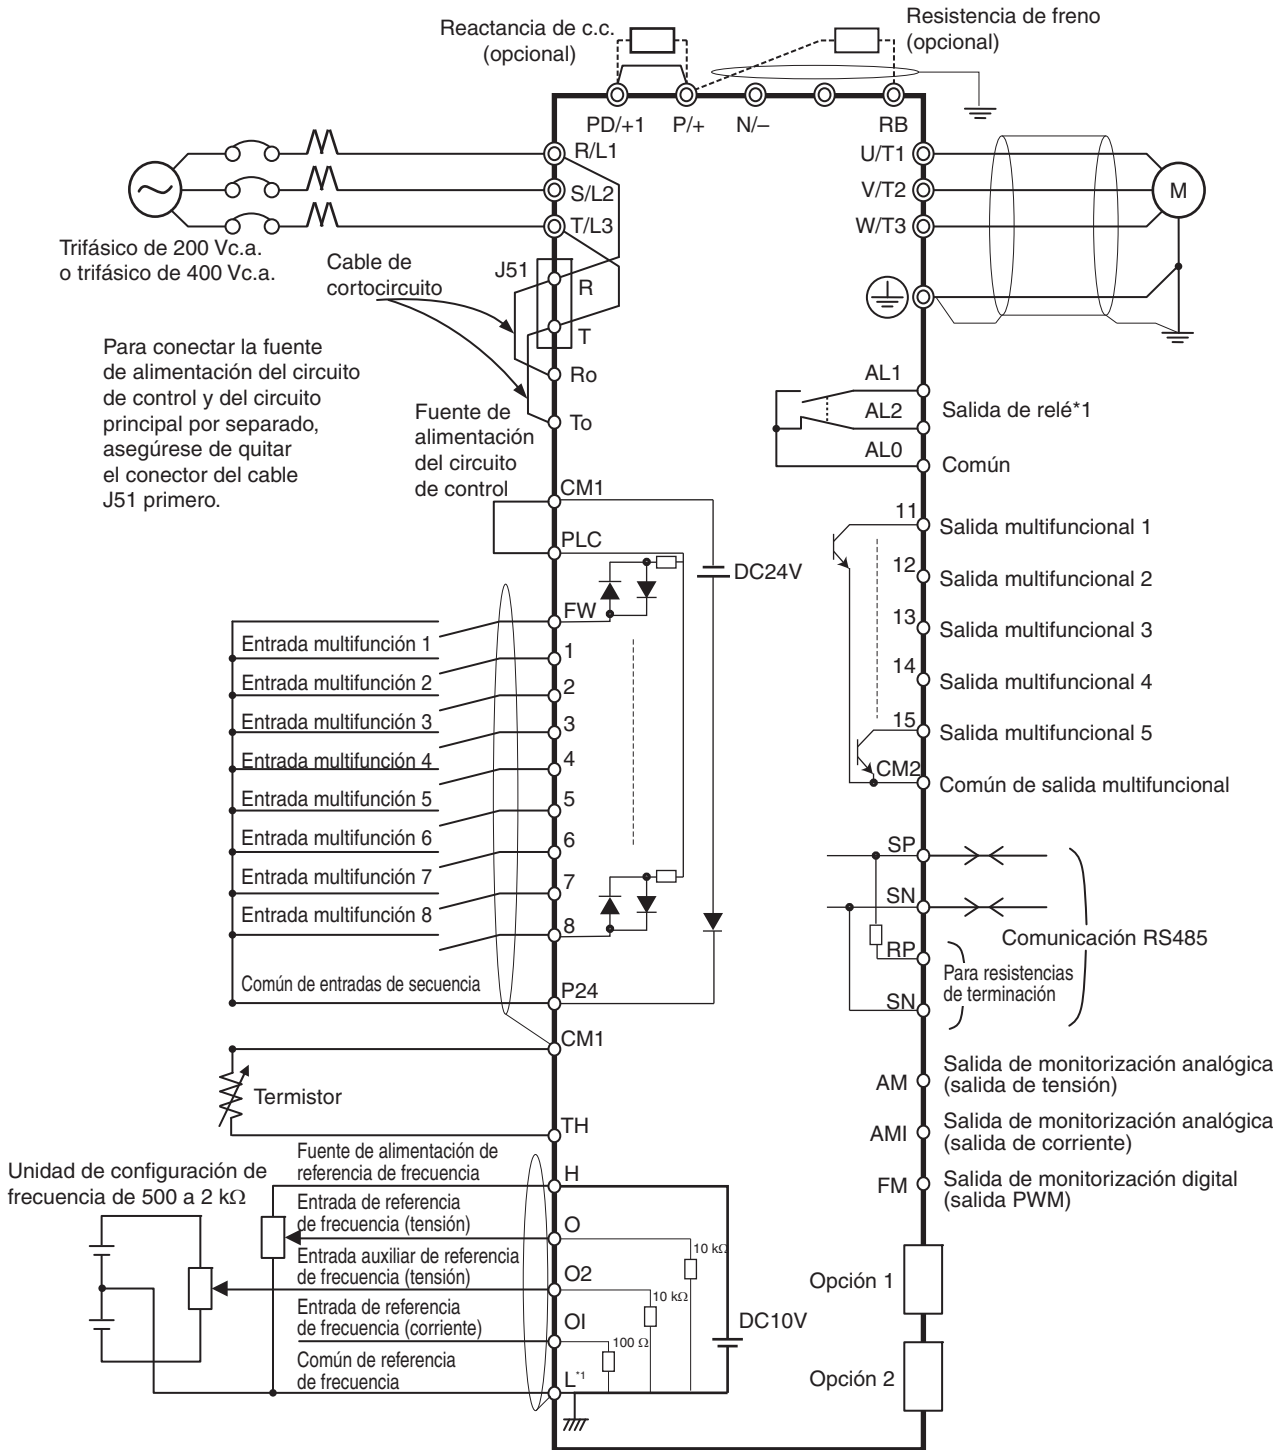 Reactancia de c.c.
(opcional)
Resistencia de freno
(opcional)
PD/+1
P/+
N/–
RB
R/L1
S/L2
T/L3
U/T1
V/T2
W/T3
M
Trifásico de 200 Vc.a.
o trifásico de 400 Vc.a.
Cable de
cortocircuito
J51
R
T
Ro
To
Para conectar la fuente
de alimentación del circuito
de control y del circuito
principal por separado,
asegúrese de quitar
el conector del cable
J51 primero.
Fuente de
alimentación
del circuito
de control
AL1
AL2
AL0
Salida de relé*1
Común
CM1
PLC
DC24V
FW
1
2
3
4
5
6
7
8
P24
CM1
TH
Entrada multifunción 1
Entrada multifunción 2
Entrada multifunción 3
Entrada multifunción 4
Entrada multifunción 5
Entrada multifunción 6
Entrada multifunción 7
Entrada multifunción 8
Común de entradas de secuencia
Termistor
11
Salida multifuncional 1
12
Salida multifuncional 2
13
Salida multifuncional 3
14
Salida multifuncional 4
15
Salida multifuncional 5
CM2
Común de salida multifuncional
SP
SN
RP
SN
Comunicación RS485
Para resistencias
de terminación
AM
Salida de monitorización analógica
(salida de tensión)
AMI
Salida de monitorización analógica
(salida de corriente)
FM
Salida de monitorización digital
(salida PWM)
Unidad de configuración de
frecuencia de 500 a 2 kΩ
Fuente de alimentación de
referencia de frecuencia
H
Entrada de referencia
de frecuencia (tensión)
O
Entrada auxiliar de referencia
de frecuencia (tensión)
O2
Entrada de referencia
de frecuencia (corriente)
OI
Común de referencia
de frecuencia
L*1
10 kΩ
10 kΩ
100 Ω
DC10V
Opción 1
Opción 2